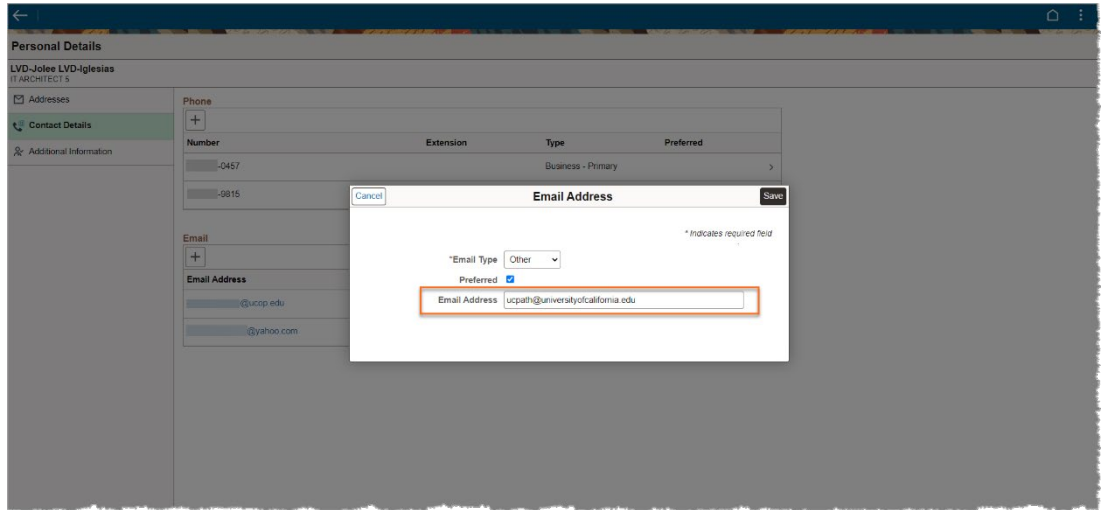 Personal Details
LVD-Jolee LVD-Iglesias
IT ARCHITECT 5
Addresses
Contact Details
Additional Information
Phone
Number Extension Type Preferred
-0457 Business - Primary
-9815
Email
Email Address
@ucop.edu
@yahoo.com
Cancel Email Address Save
* Indicates required field
*Email Type Other
Preferred
Email Address ucpath@universityofcalifornia.edu